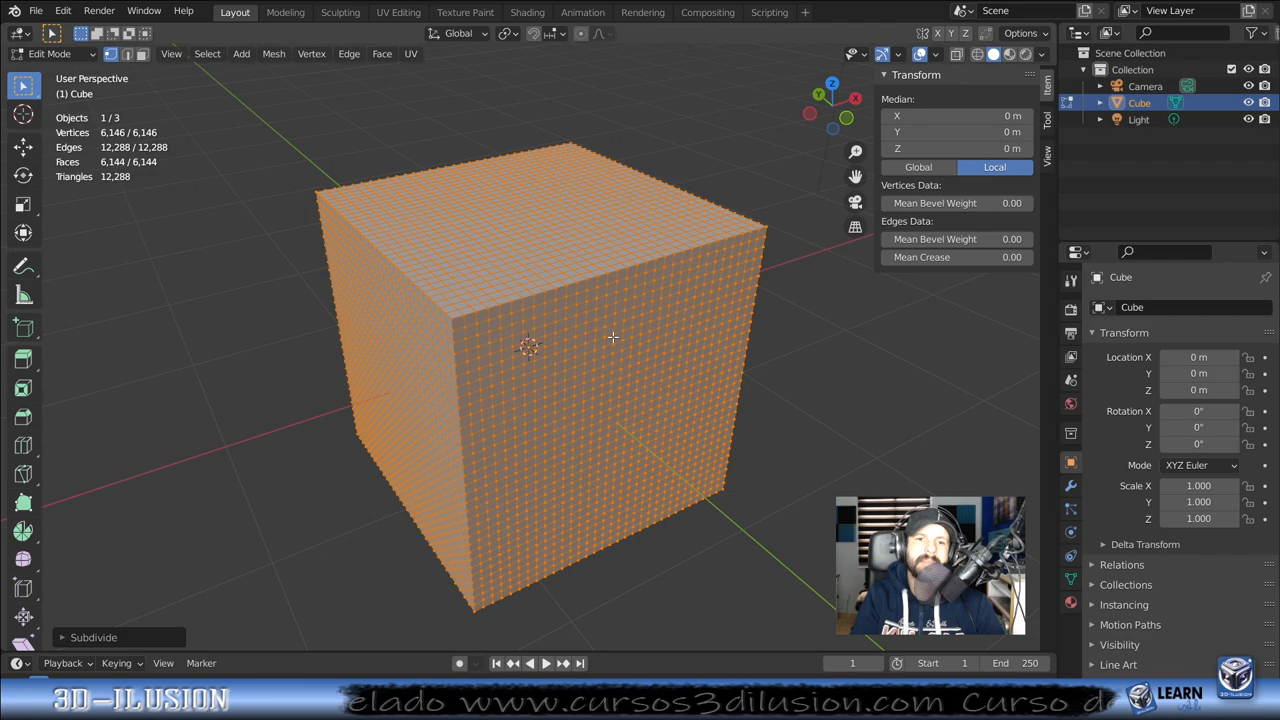 File Edit Render Window Help Layout Modeling Sculpting UV Editing Texture Paint Shading Animation Rendering Compositing Scripting + Scene View Layer
Global Options
Edit Mode View Select Add Mesh Vertex Edge Face UV X Y Z
User Perspective
(1) Cube
Objects 1 / 3
Vertices 6,146 / 6,146
Edges 12,288 / 12,288
Faces 6,144 / 6,144
Triangles 12,288
Z
Y
X
Transform
Median:
X 0 m
Y 0 m
Z 0 m
Global Local
Vertices Data:
Mean Bevel Weight 0.00
Edges Data:
Mean Bevel Weight 0.00
Mean Crease 0.00
Item
Tool
View
Scene Collection
Collection
Camera
Cube
Light
Cube
Cube
Transform
Location X 0 m
Y 0 m
Z 0 m
Rotation X 0°
Y 0°
Z 0°
Mode XYZ Euler
Scale X 1.000
Y 1.000
Z 1.000
Delta Transform
Relations
Collections
Instancing
Motion Paths
Visibility
Line Art
Subdivide
Playback Keying View Marker 1 Start 1 End 250
3D-ILUSION elado www.cursos3dilusion.com Curso de LEARN